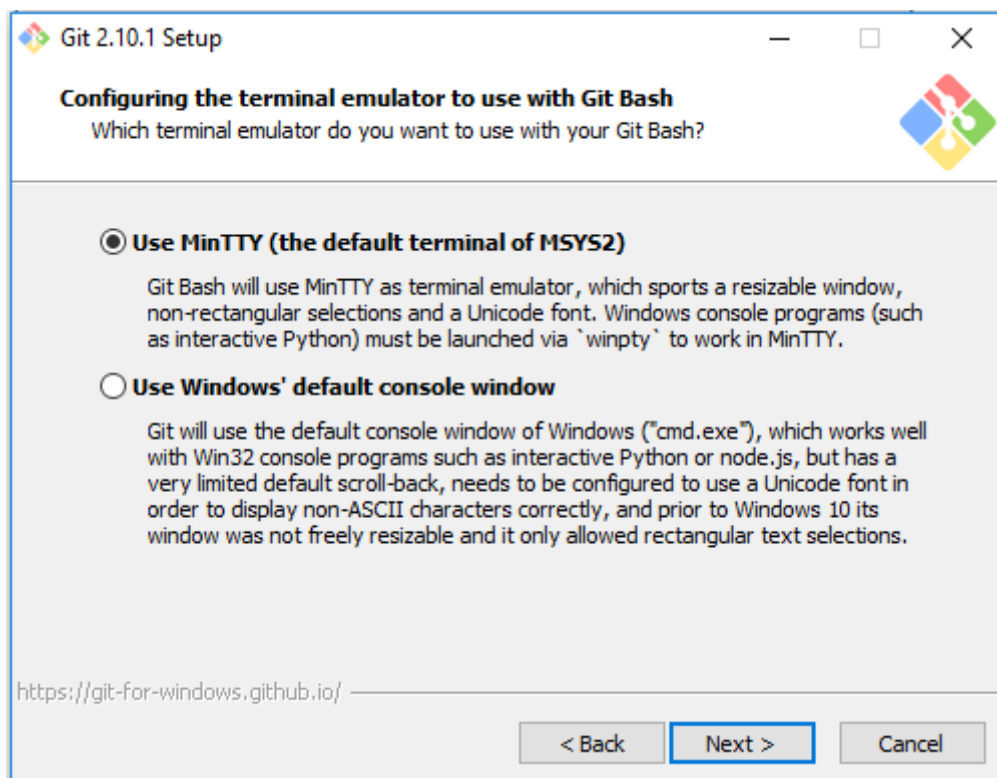 Git 2.10.1 Setup
Configuring the terminal emulator to use with Git Bash
Which terminal emulator do you want to use with your Git Bash?
Use MinTTY (the default terminal of MSYS2)
Git Bash will use MinTTY as terminal emulator, which sports a resizable window,
non-rectangular selections and a Unicode font. Windows console programs (such
as interactive Python) must be launched via `winpty` to work in MinTTY.
Use Windows' default console window
Git will use the default console window of Windows ("cmd.exe"), which works well
with Win32 console programs such as interactive Python or node.js, but has a
very limited default scroll-back, needs to be configured to use a Unicode font in
order to display non-ASCII characters correctly, and prior to Windows 10 its
window was not freely resizable and it only allowed rectangular text selections.
https://git-for-windows.github.io/
< Back Next > Cancel